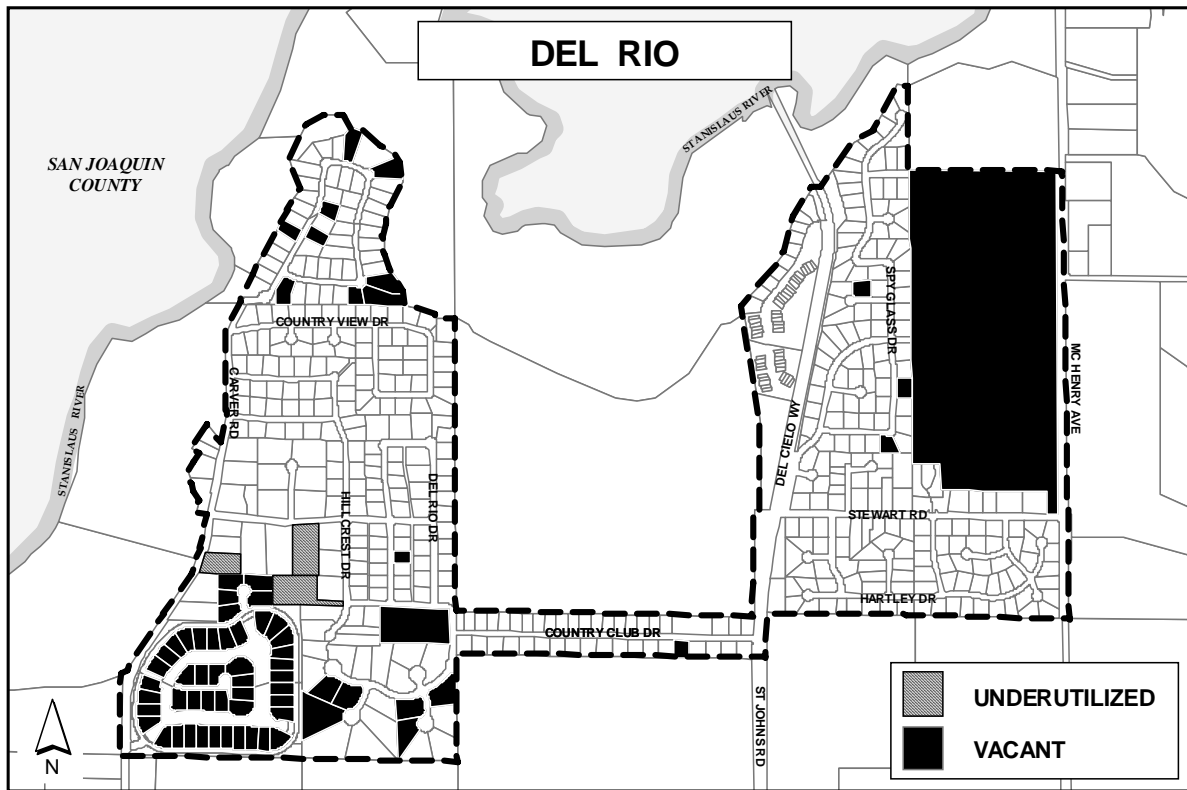 DEL RIO
SAN JOAQUIN
COUNTY
STANISLAUS RIVER
STANISLAUS RIVER
COUNTRY VIEW DR
CARVER RD
HILLCREST DR
DEL RIO DR
SPYGLASS DR
MC HENRY AVE
DEL CIELO WY
STEWART RD
HARTLEY DR
COUNTRY CLUB DR
ST JOHNS RD
UNDERUTILIZED
VACANT
N